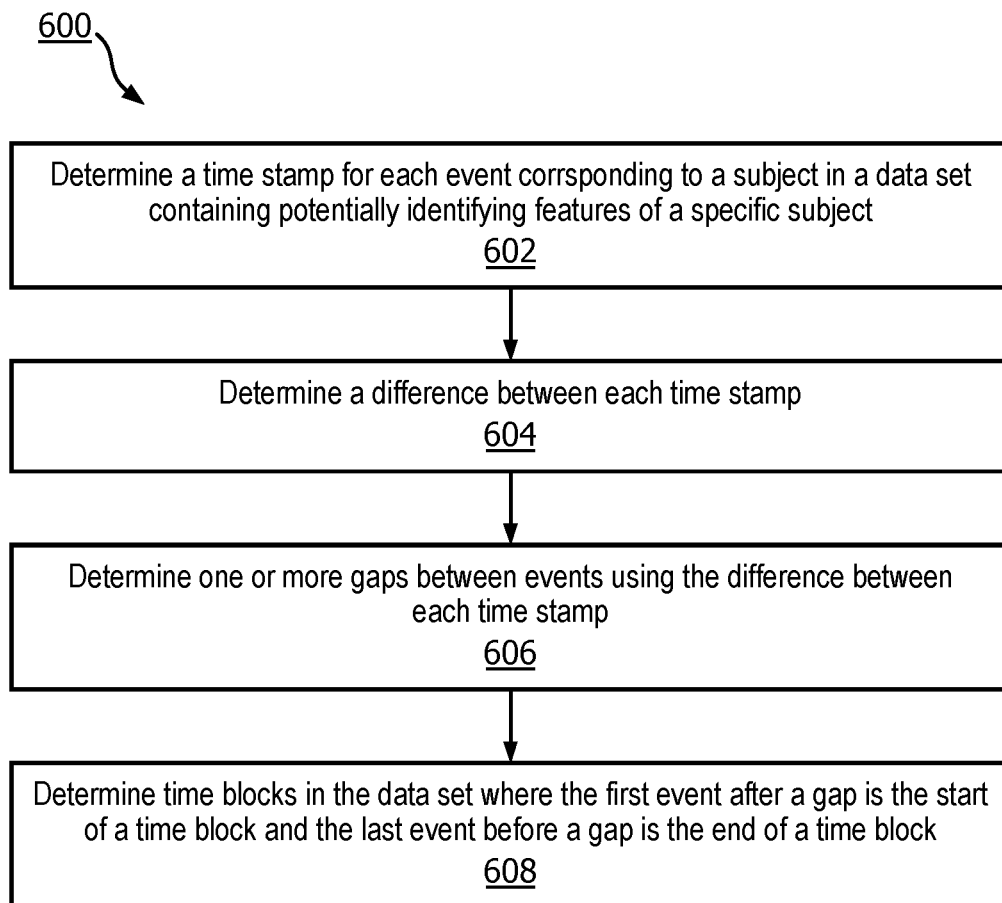 600
Determine a time stamp for each event corrsponding to a subject in a data set
containing potentially identifying features of a specific subject
602
Determine a difference between each time stamp
604
Determine one or more gaps between events using the difference between
each time stamp
606
Determine time blocks in the data set where the first event after a gap is the start
of a time block and the last event before a gap is the end of a time block
608